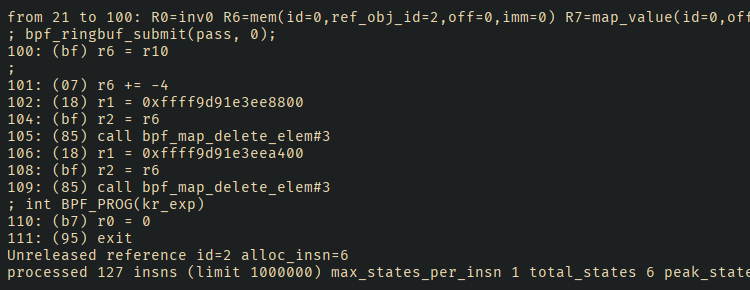 from 21 to 100: R0=inv0 R6=mem(id=0,ref_obj_id=2,off=0,imm=0) R7=map_value(id=0,off
; bpf_ringbuf_submit(pass, 0);
100: (bf) r6 = r10
;
101: (07) r6 += -4
102: (18) r1 = 0xffff9d91e3ee8800
104: (bf) r2 = r6
105: (85) call bpf_map_delete_elem#3
106: (18) r1 = 0xffff9d91e3eea400
108: (bf) r2 = r6
109: (85) call bpf_map_delete_elem#3
; int BPF_PROG(kr_exp)
110: (b7) r0 = 0
111: (95) exit
Unreleased reference id=2 alloc_insn=6
processed 127 insns (limit 1000000) max_states_per_insn 1 total_states 6 peak_state